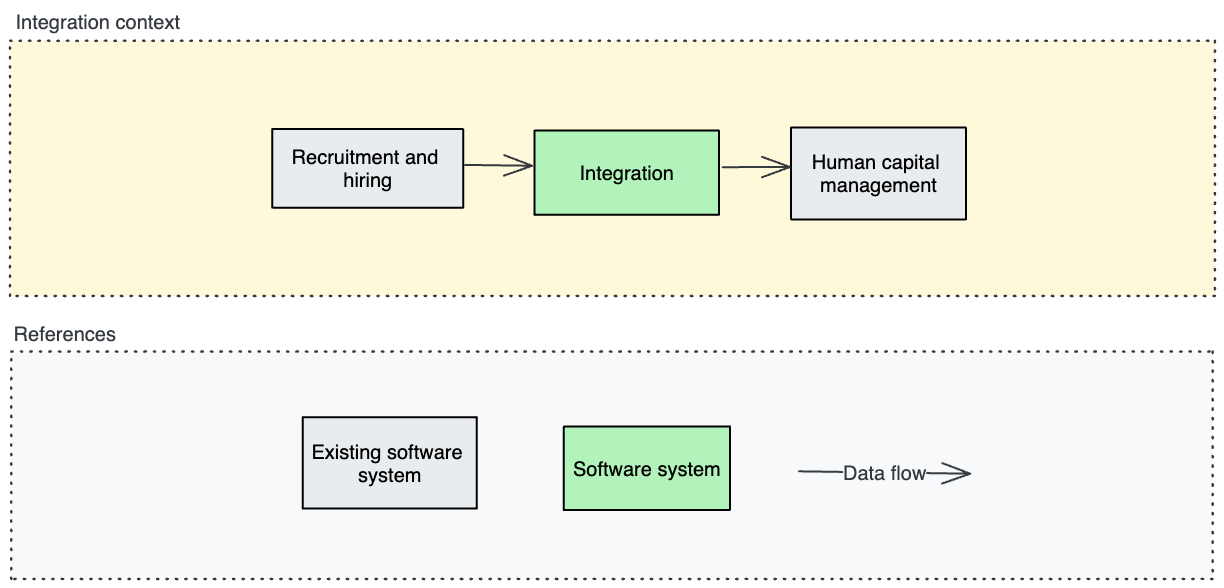 Integration context
Recruitment and
hiring
Integration
Human capital
management
References
Existing software
system
Software system
Data flow